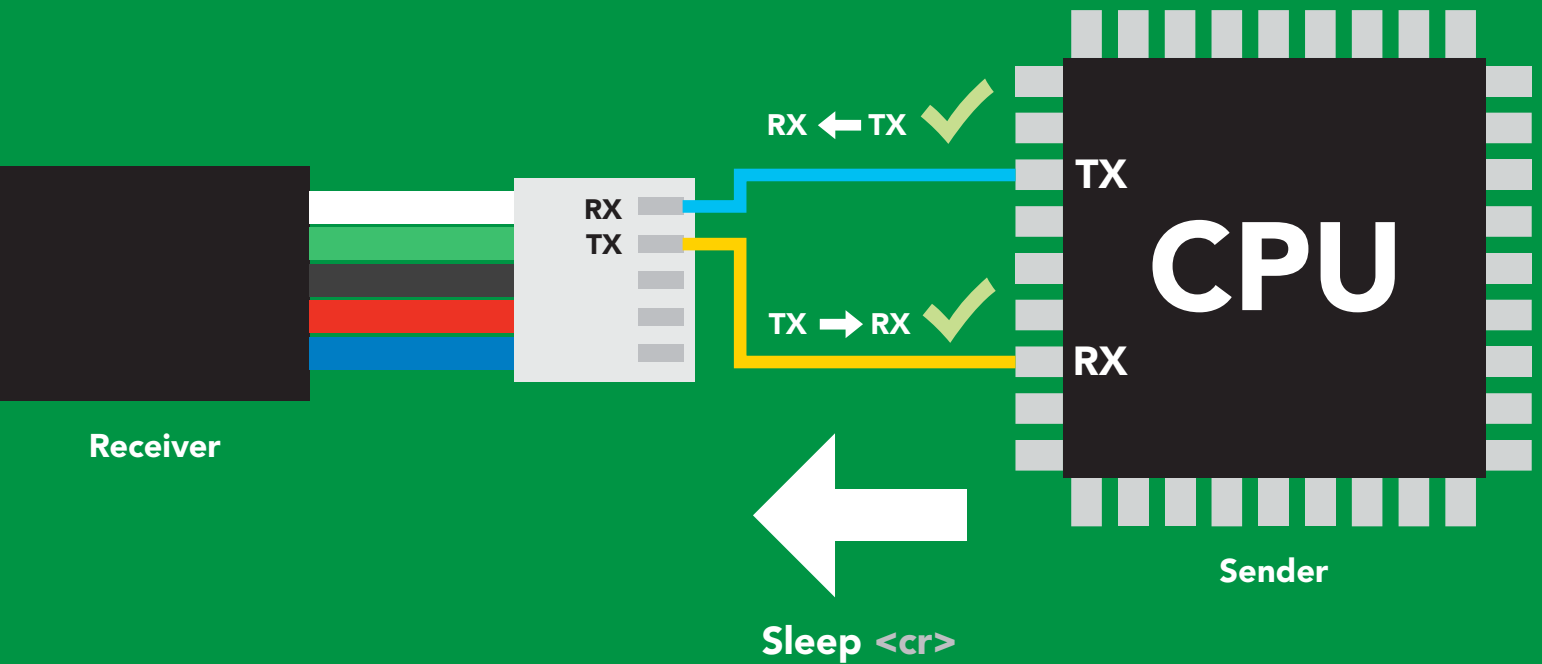 RX ← TX
TX
RX
TX
CPU
TX → RX
RX
Receiver
Sender
Sleep <cr>